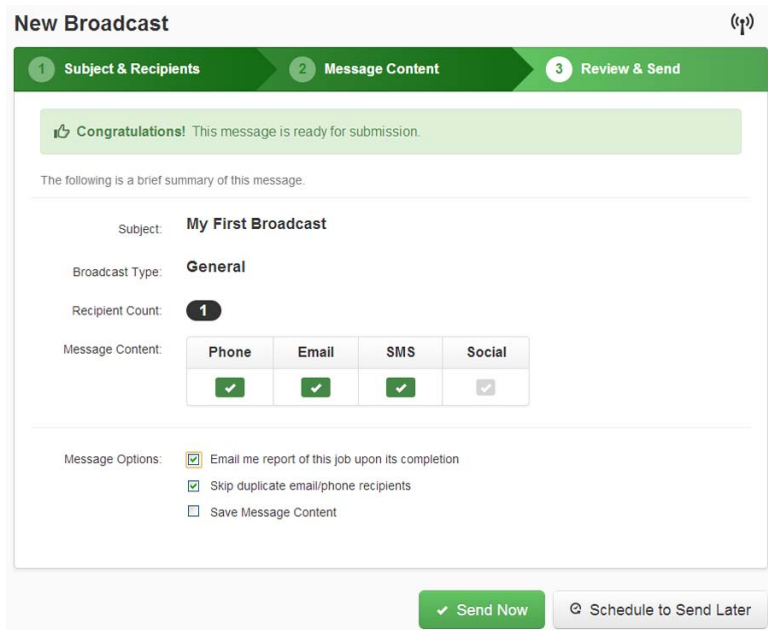 New Broadcast
1 Subject & Recipients 2 Message Content 3 Review & Send
Congratulations! This message is ready for submission.
The following is a brief summary of this message.
Subject: My First Broadcast
Broadcast Type: General
Recipient Count: 1
Message Content: Phone Email SMS Social
Message Options: Email me report of this job upon its completion
Skip duplicate email/phone recipients
Save Message Content
Send Now Schedule to Send Later